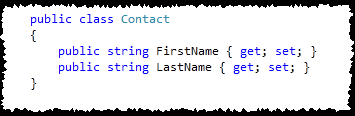 public class Contact
{
    public string FirstName { get; set; }
    public string LastName { get; set; }
}